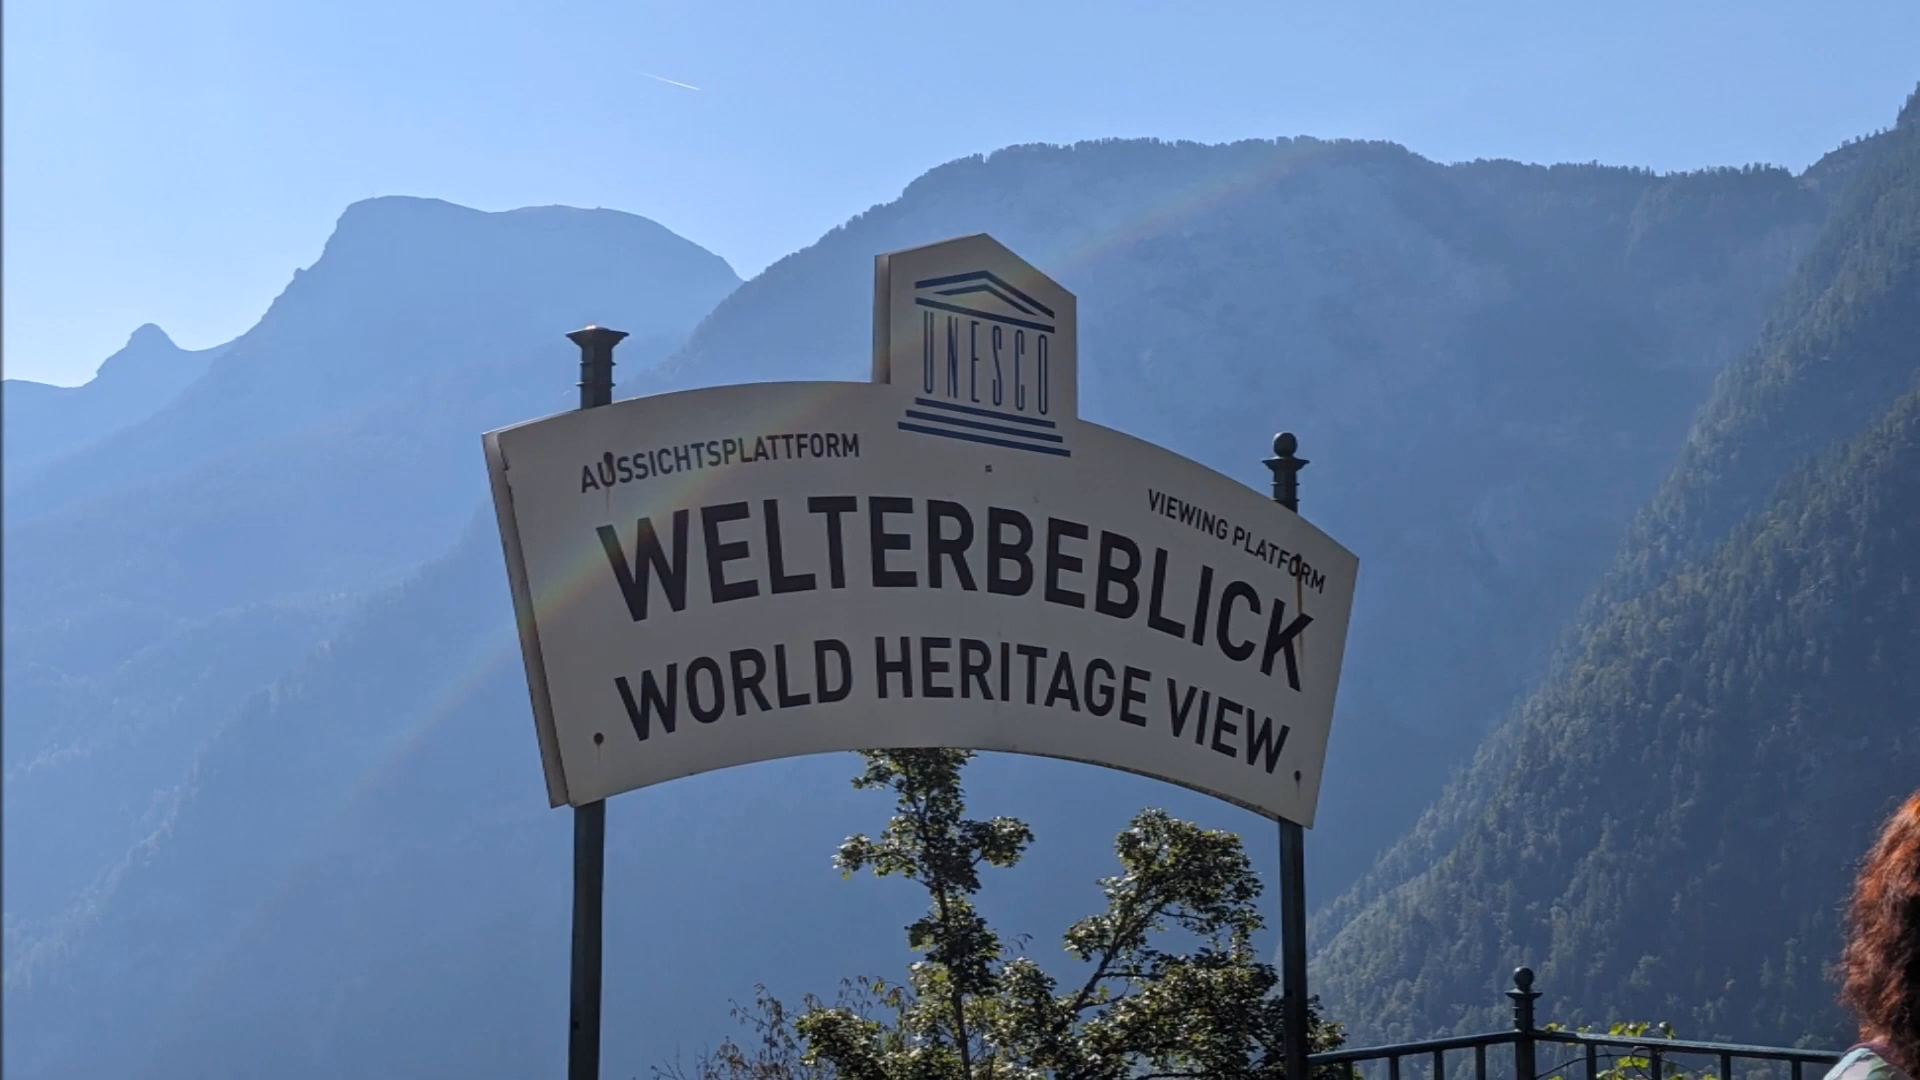 UNESCO
AUSSICHTSPLATTFORM
VIEWING PLATFORM
WELTERBEBLICK
WORLD HERITAGE VIEW